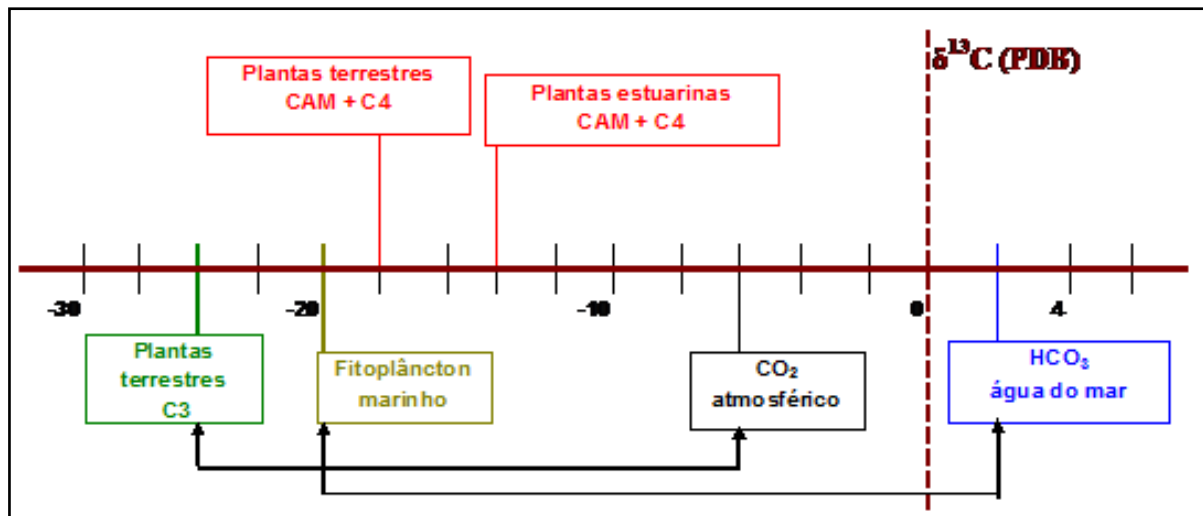 δ¹³C (PDB)
Plantas terrestres
CAM + C4
Plantas estuarinas
CAM + C4
-30
-20
-10
0
4
Plantas
terrestres
C3
Fitoplâncton
marinho
CO₂
atmosférico
HCO₃
água do mar